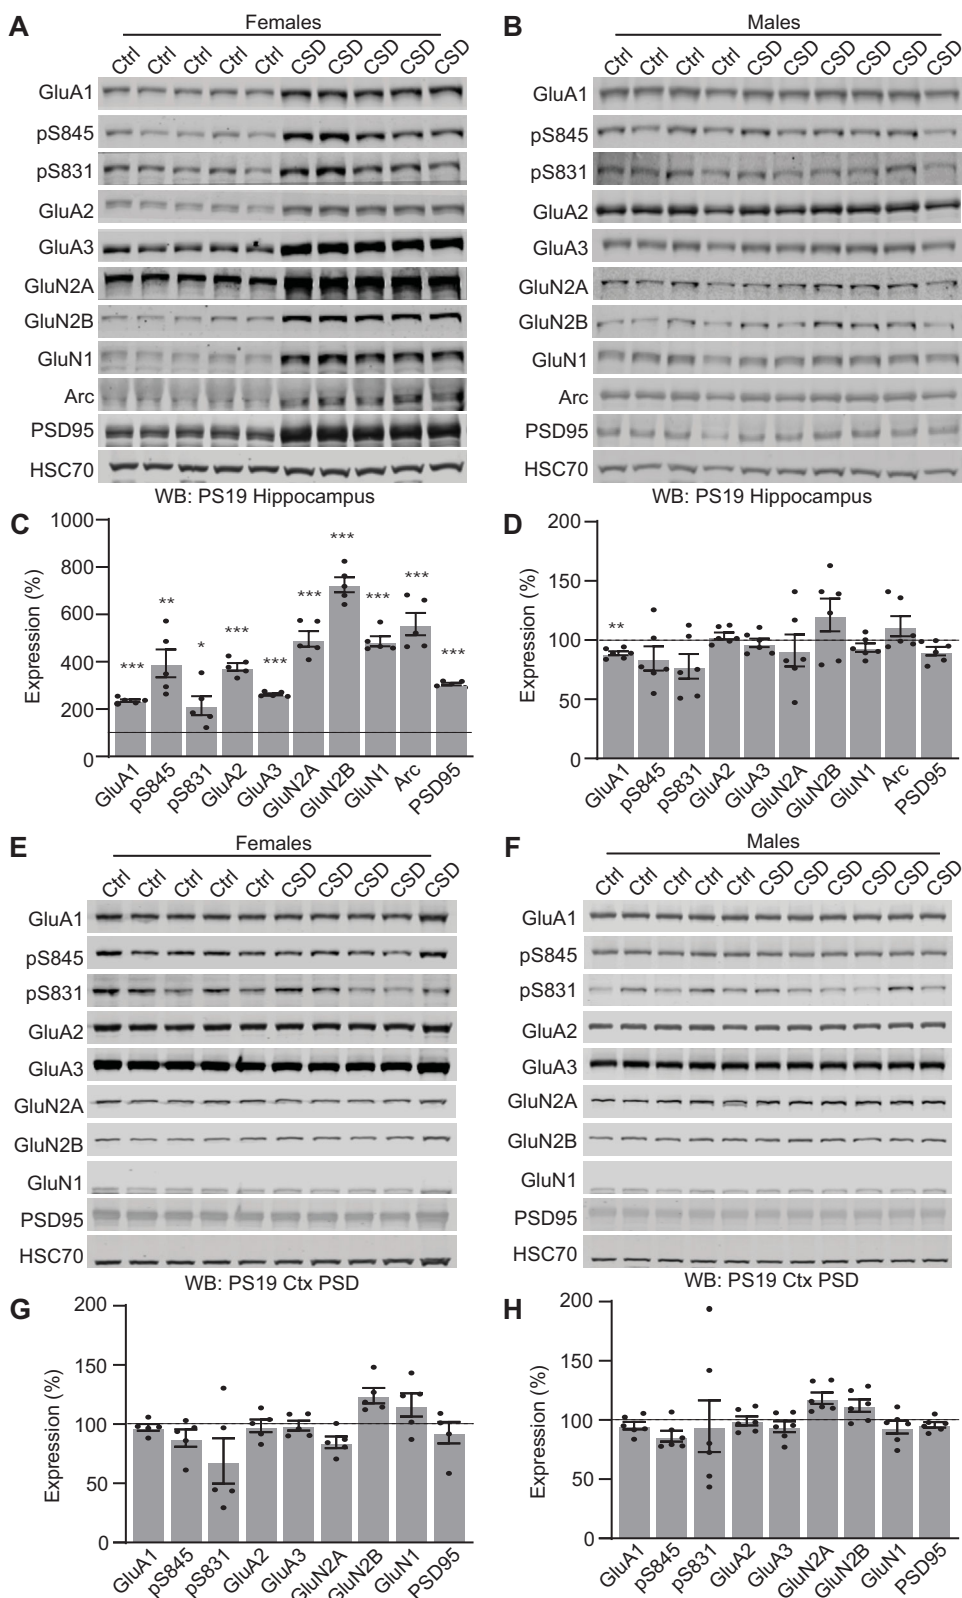 A
Females
Ctrl Ctrl Ctrl Ctrl Ctrl CSD CSD CSD CSD CSD
GluA1
pS845
pS831
GluA2
GluA3
GluN2A
GluN2B
GluN1
Arc
PSD95
HSC70
WB: PS19 Hippocampus
B
Males
Ctrl Ctrl Ctrl Ctrl CSD CSD CSD CSD CSD CSD
GluA1
pS845
pS831
GluA2
GluA3
GluN2A
GluN2B
GluN1
Arc
PSD95
HSC70
WB: PS19 Hippocampus
C
Expression (%)
1000
800
600
400
200
0
*** ** * *** *** *** *** *** *** ***
GluA1 pS845 pS831 GluA2 GluA3 GluN2A GluN2B GluN1 Arc PSD95
D
Expression (%)
200
150
100
50
0
**
GluA1 pS845 pS831 GluA2 GluA3 GluN2A GluN2B GluN1 Arc PSD95
E
Females
Ctrl Ctrl Ctrl Ctrl Ctrl CSD CSD CSD CSD CSD
GluA1
pS845
pS831
GluA2
GluA3
GluN2A
GluN2B
GluN1
PSD95
HSC70
WB: PS19 Ctx PSD
F
Males
Ctrl Ctrl Ctrl Ctrl Ctrl CSD CSD CSD CSD CSD CSD
GluA1
pS845
pS831
GluA2
GluA3
GluN2A
GluN2B
GluN1
PSD95
HSC70
WB: PS19 Ctx PSD
G
Expression (%)
200
150
100
50
0
GluA1 pS845 pS831 GluA2 GluA3 GluN2A GluN2B GluN1 PSD95
H
Expression (%)
200
150
100
50
0
GluA1 pS845 pS831 GluA2 GluA3 GluN2A GluN2B GluN1 PSD95